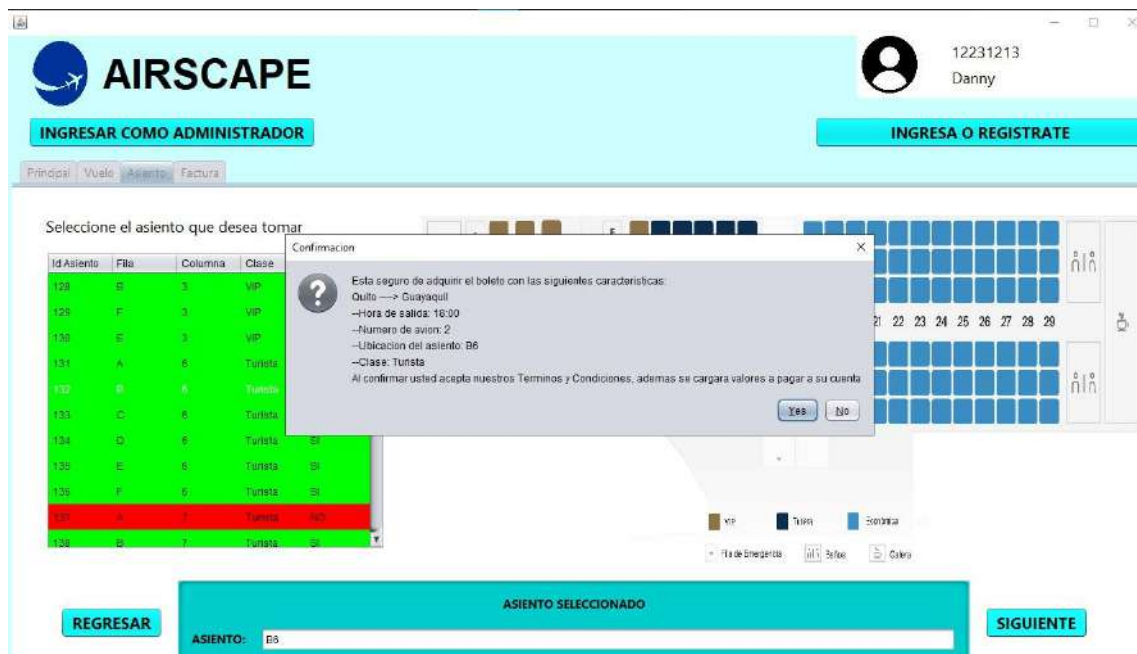 AIRSCAPE
12231213
Danny
INGRESAR COMO ADMINISTRADOR
INGRESA O REGISTRATE
Principal Vuelo Asiento Factura
Seleccione el asiento que desea tomar
Confirmacion
Esta seguro de adquirir el boleto con las siguientes caracteristicas:
Quito ----> Guayaquil
--Hora de salida: 16:00
--Numero de avion: 2
--Ubicacion del asiento: B6
--Clase: Turista
Al confirmar usted acepta nuestros Terminos y Condiciones, ademas se cargara valores a pagar a su cuenta
Yes No
Id Asiento Fila Columna Clase
128 3 VIP
129 F 3 VIP
130 E 3 VIP
131 A 6 Turista
132 B 6 Turista
133 C 6 Turista
134 D 6 Turista SI
135 E 6 Turista SI
136 F 6 Turista SI
137 A 7 Turista NO
138 B 7 Turista SI
21 22 23 24 25 26 27 28 29
VIP Turista Económica
Fila de Emergencia Baños Galera
ASIENTO SELECCIONADO
REGRESAR
ASIENTO: B6
SIGUIENTE